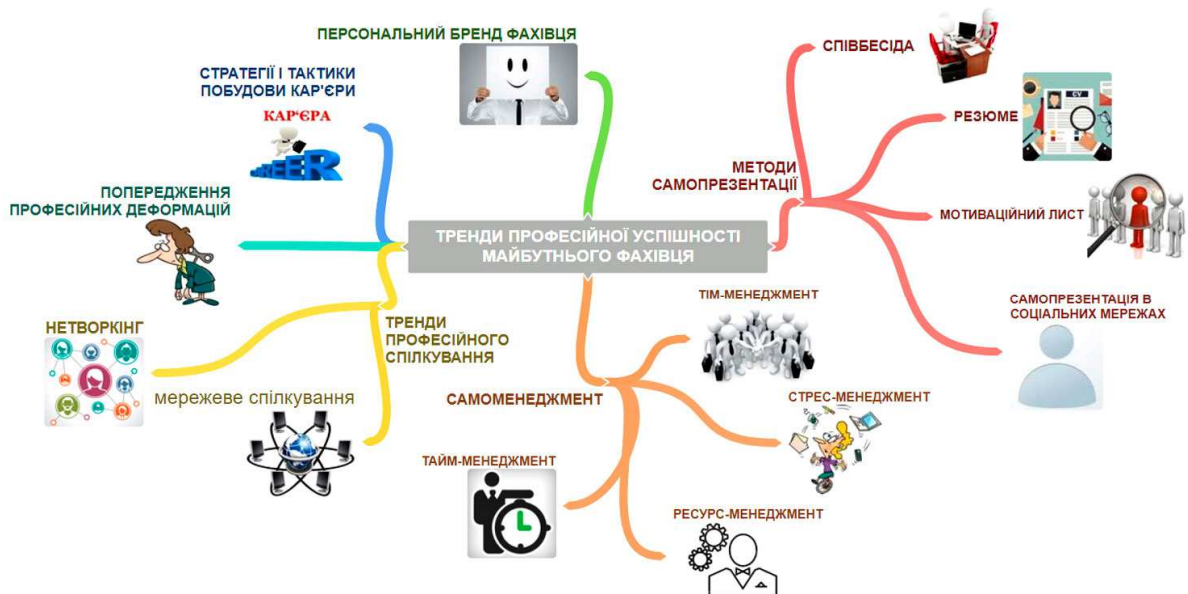 ПЕРСОНАЛЬНИЙ БРЕНД ФАХІВЦЯ
СТРАТЕГІЇ І ТАКТИКИ
ПОБУДОВИ КАР'ЄРИ
КАР'ЄРА
CAREER
ПОПЕРЕДЖЕННЯ
ПРОФЕСІЙНИХ ДЕФОРМАЦІЙ
ТРЕНДИ ПРОФЕСІЙНОЇ УСПІШНОСТІ
МАЙБУТНЬОГО ФАХІВЦЯ
НЕТВОРКІНГ
ТРЕНДИ
ПРОФЕСІЙНОГО
СПІЛКУВАННЯ
мережеве спілкування
МЕТОДИ
САМОПРЕЗЕНТАЦІЇ
СПІВБЕСІДА
РЕЗЮМЕ
CV
МОТИВАЦІЙНИЙ ЛИСТ
САМОПРЕЗЕНТАЦІЯ В
СОЦІАЛЬНИХ МЕРЕЖАХ
САМОМЕНЕДЖМЕНТ
ТІМ-МЕНЕДЖМЕНТ
СТРЕС-МЕНЕДЖМЕНТ
ТАЙМ-МЕНЕДЖМЕНТ
РЕСУРС-МЕНЕДЖМЕНТ